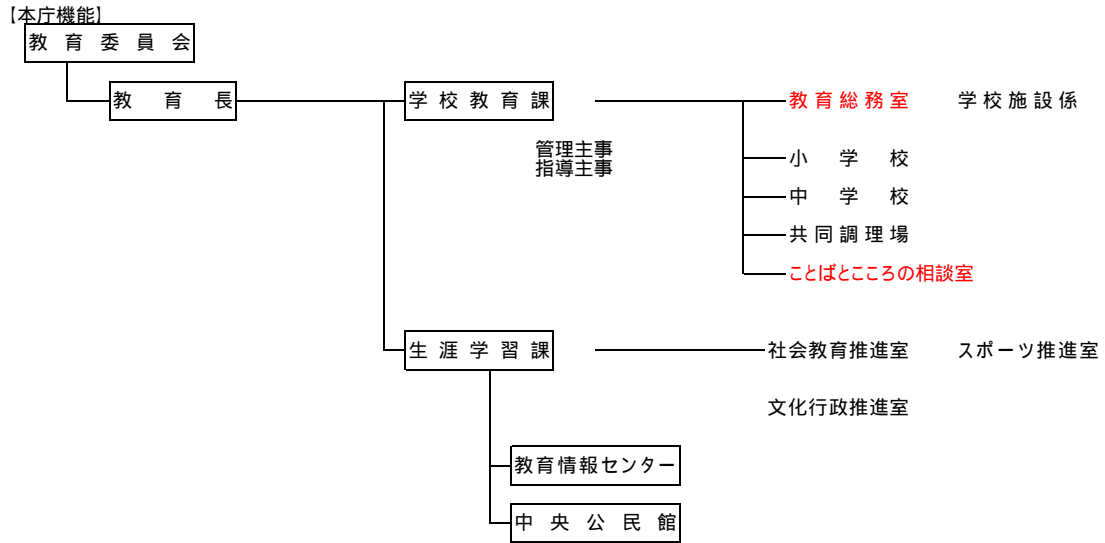 【本庁機能】
教育委員会
教育長
学校教育課
教育総務室 学校施設係
管理主事
指導主事
小学校
中学校
共同調理場
ことばとこころの相談室
生涯学習課
社会教育推進室 スポーツ推進室
文化行政推進室
教育情報センター
中央公民館